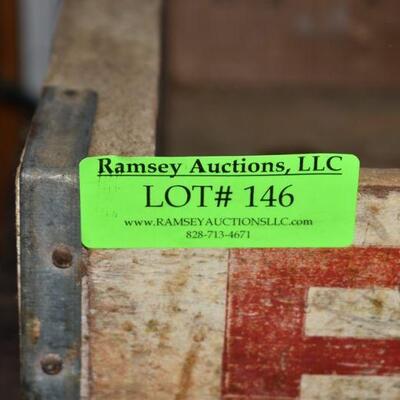 Ramsey Auctions, LLC
LOT# 146
www.RAMSEYAUCTIONSLLC.com
828-713-4671